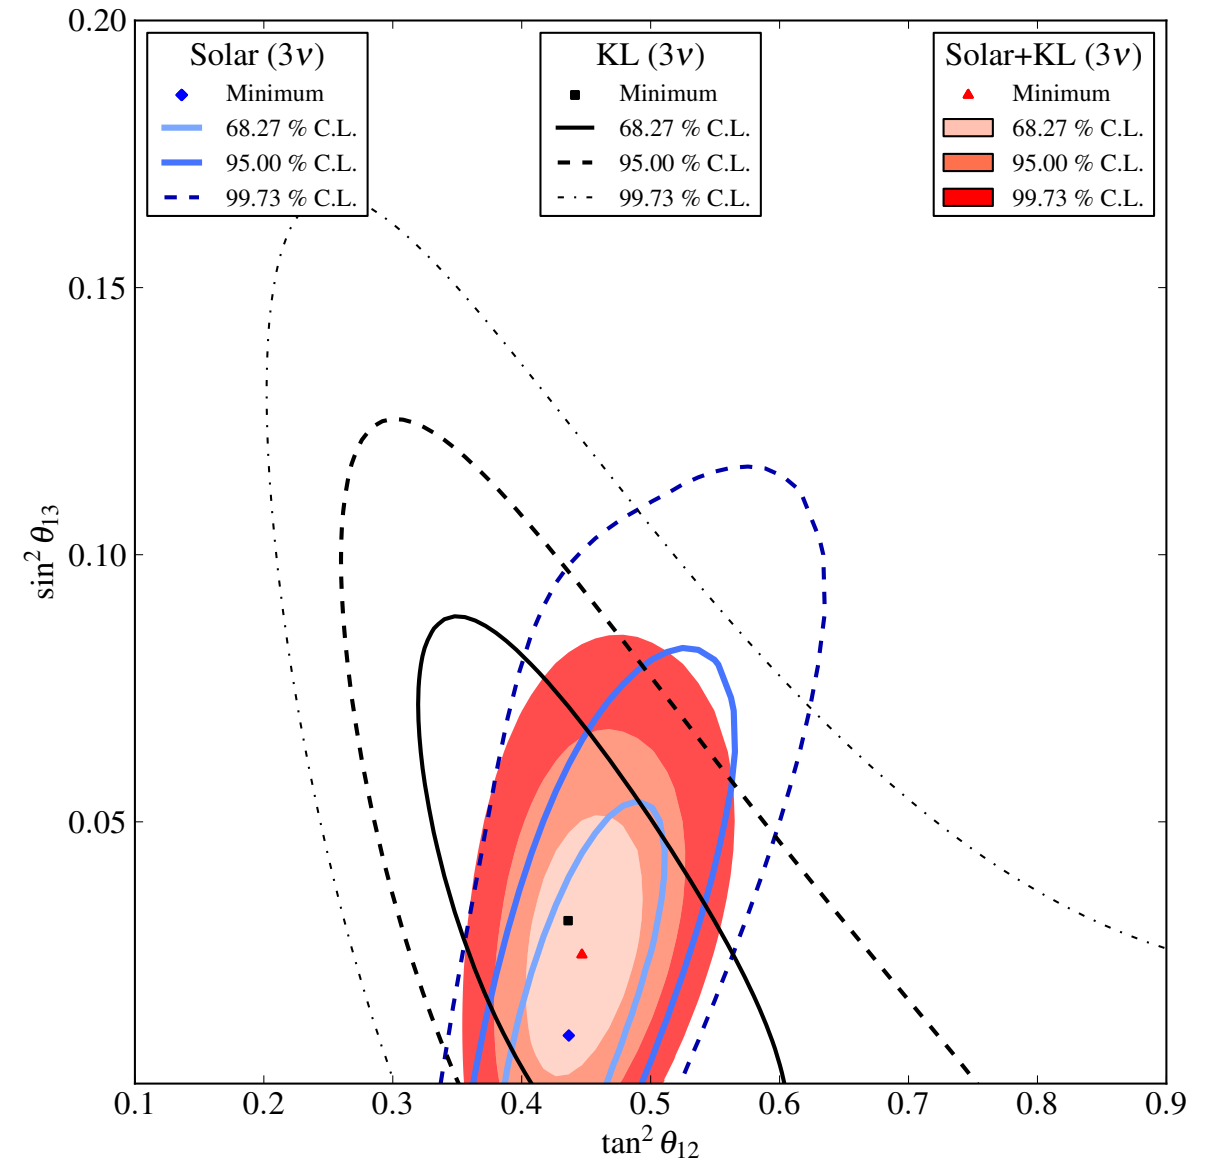 0.20
Solar (3ν)
Minimum
68.27 % C.L.
95.00 % C.L.
99.73 % C.L.
KL (3ν)
Minimum
68.27 % C.L.
95.00 % C.L.
99.73 % C.L.
Solar+KL (3ν)
Minimum
68.27 % C.L.
95.00 % C.L.
99.73 % C.L.
0.15
0.10
0.05
sin² θ₁₃
0.1 0.2 0.3 0.4 0.5 0.6 0.7 0.8 0.9
tan² θ₁₂